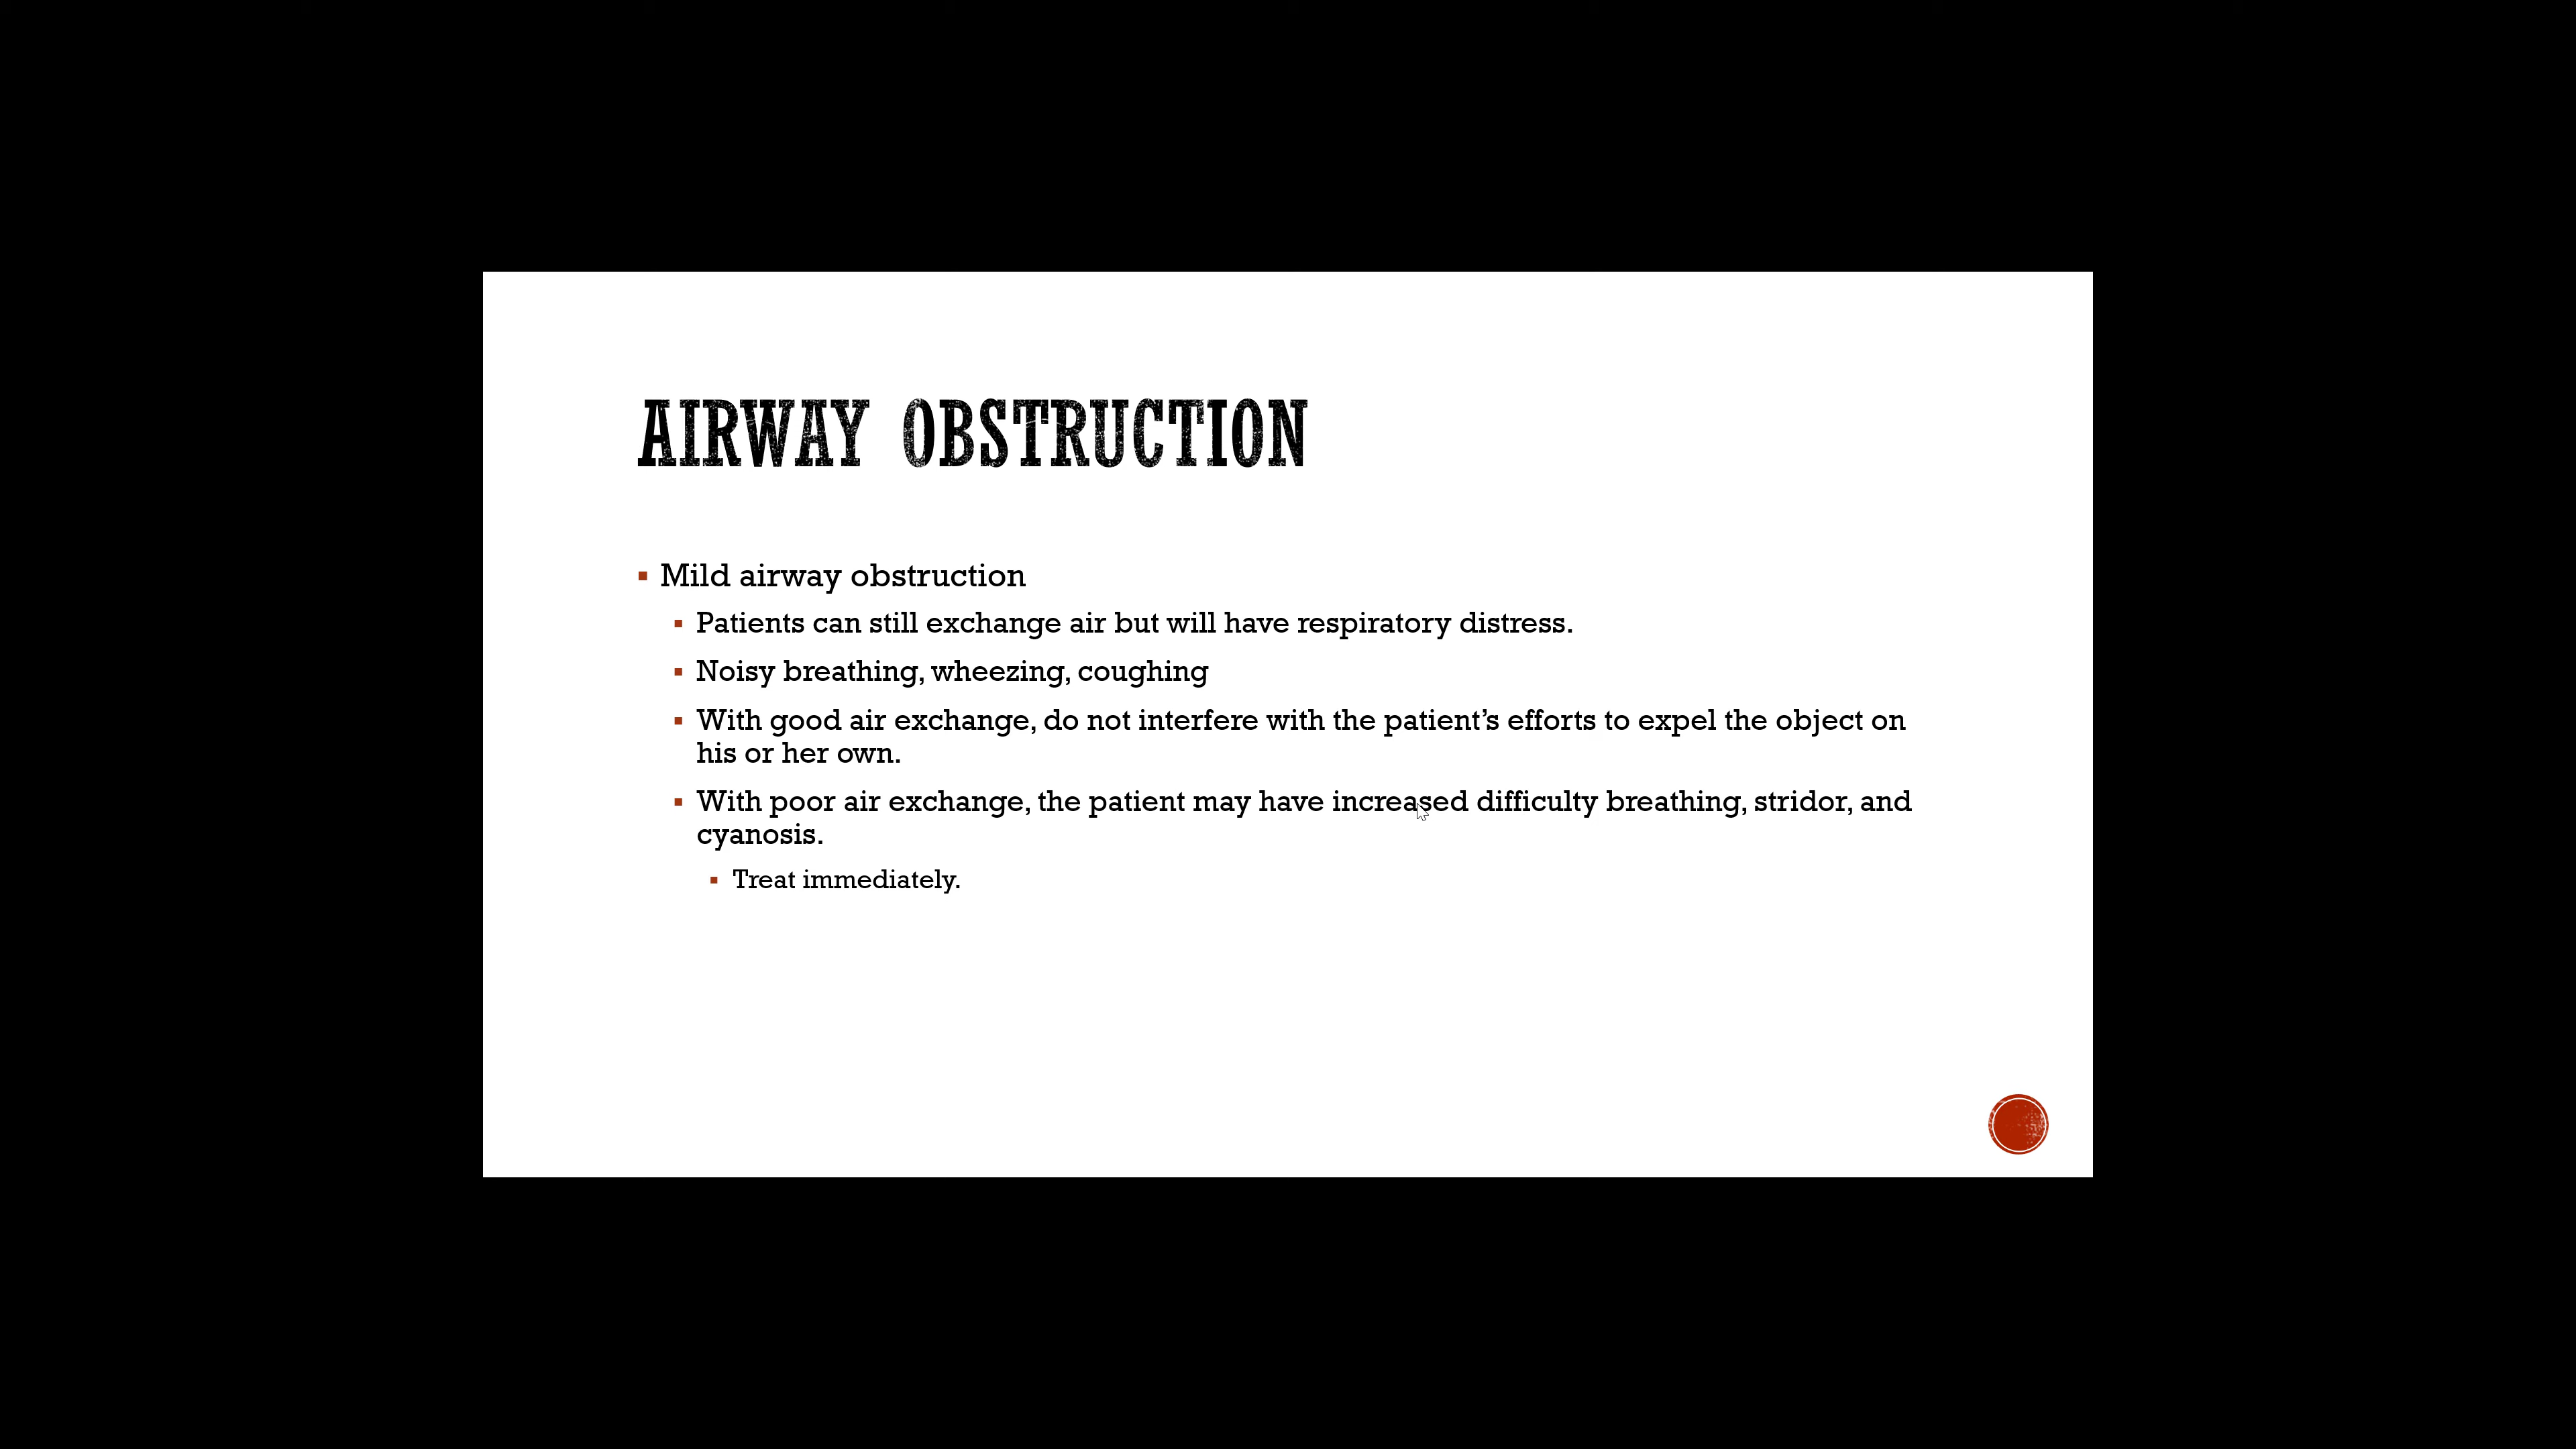 AIRWAY OBSTRUCTION
Mild airway obstruction
Patients can still exchange air but will have respiratory distress.
Noisy breathing, wheezing, coughing
With good air exchange, do not interfere with the patient’s efforts to expel the object on
his or her own.
With poor air exchange, the patient may have increased difficulty breathing, stridor, and
cyanosis.
Treat immediately.